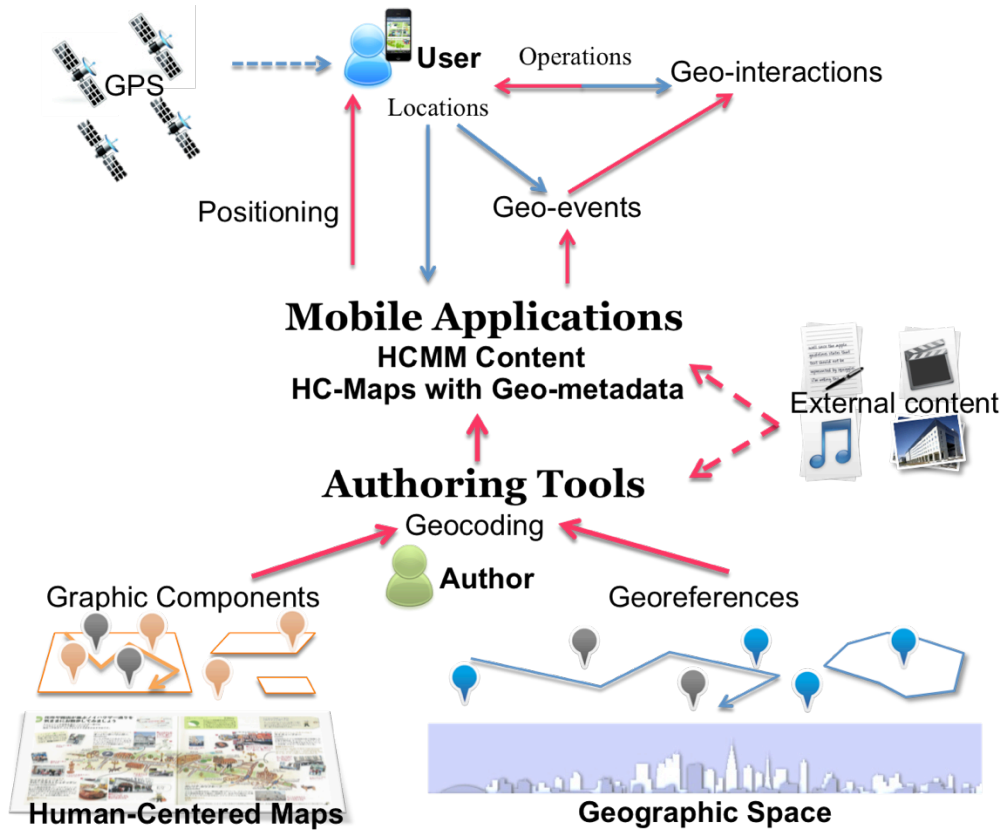 GPS
User
Operations
Geo-interactions
Locations
Positioning
Geo-events
Mobile Applications
HCMM Content
HC-Maps with Geo-metadata
External content
Authoring Tools
Geocoding
Author
Graphic Components
Georeferences
Human-Centered Maps
Geographic Space